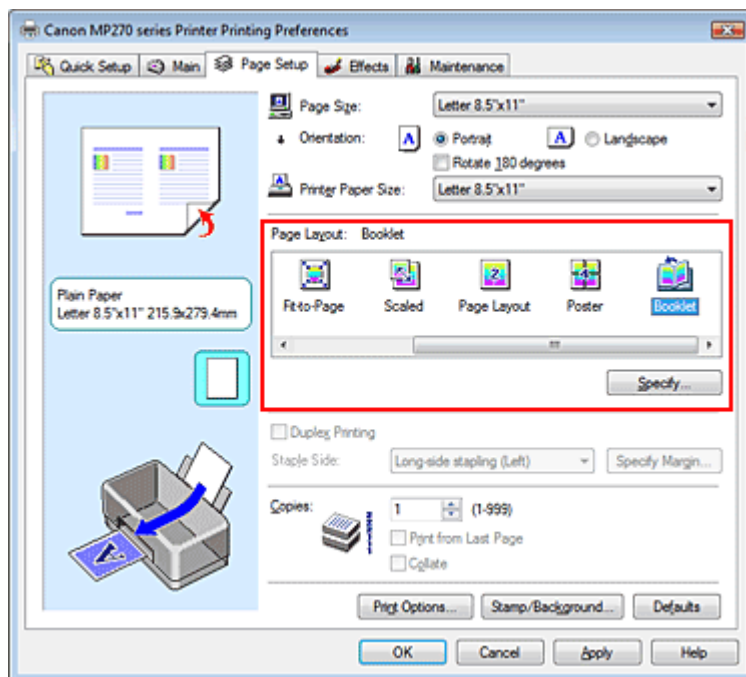 Canon MP270 series Printer Printing Preferences
Quick Setup Main Page Setup Effects Maintenance
Page Size: Letter 8.5"x11"
Orientation: A Portrait A Landscape
Rotate 180 degrees
Printer Paper Size: Letter 8.5"x11"
Page Layout: Booklet
Fit-to-Page Scaled Page Layout Poster Booklet
Plain Paper
Letter 8.5"x11" 215.9x279.4mm
Specify...
Duplex Printing
Staple Side: Long-side stapling (Left) Specify Margin...
Copies: 1 (1-999)
Print from Last Page
Collate
Print Options... Stamp/Background... Defaults
OK Cancel Apply Help